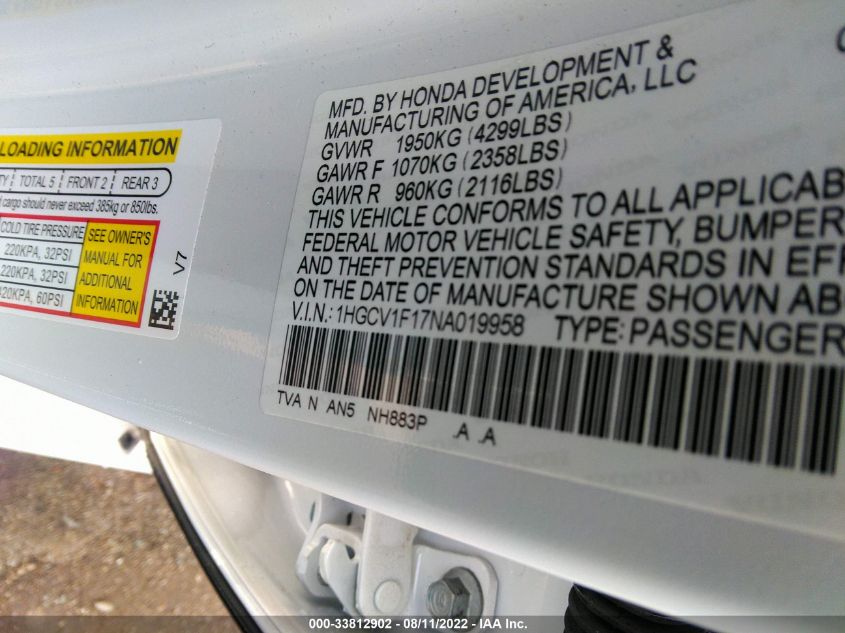 LOADING INFORMATION
TOTAL 5 FRONT 2 REAR 3
cargo should never exceed 385kg or 850lbs.
COLD TIRE PRESSURE
220KPA, 32PSI
220KPA, 32PSI
420KPA, 60PSI
SEE OWNER'S
MANUAL FOR
ADDITIONAL
INFORMATION
V7
MFD. BY HONDA DEVELOPMENT &
MANUFACTURING OF AMERICA, LLC
GVWR 1950KG (4299LBS)
GAWR F 1070KG (2358LBS)
GAWR R 960KG (2116LBS)
THIS VEHICLE CONFORMS TO ALL APPLICAB
FEDERAL MOTOR VEHICLE SAFETY, BUMPER
AND THEFT PREVENTION STANDARDS IN EFF
ON THE DATE OF MANUFACTURE SHOWN AB
V.I.N.: 1HGCV1F17NA019958 TYPE: PASSENGER
TVA N AN5 NH883P .A .A
000-33812902 - 08/11/2022 - IAA Inc.